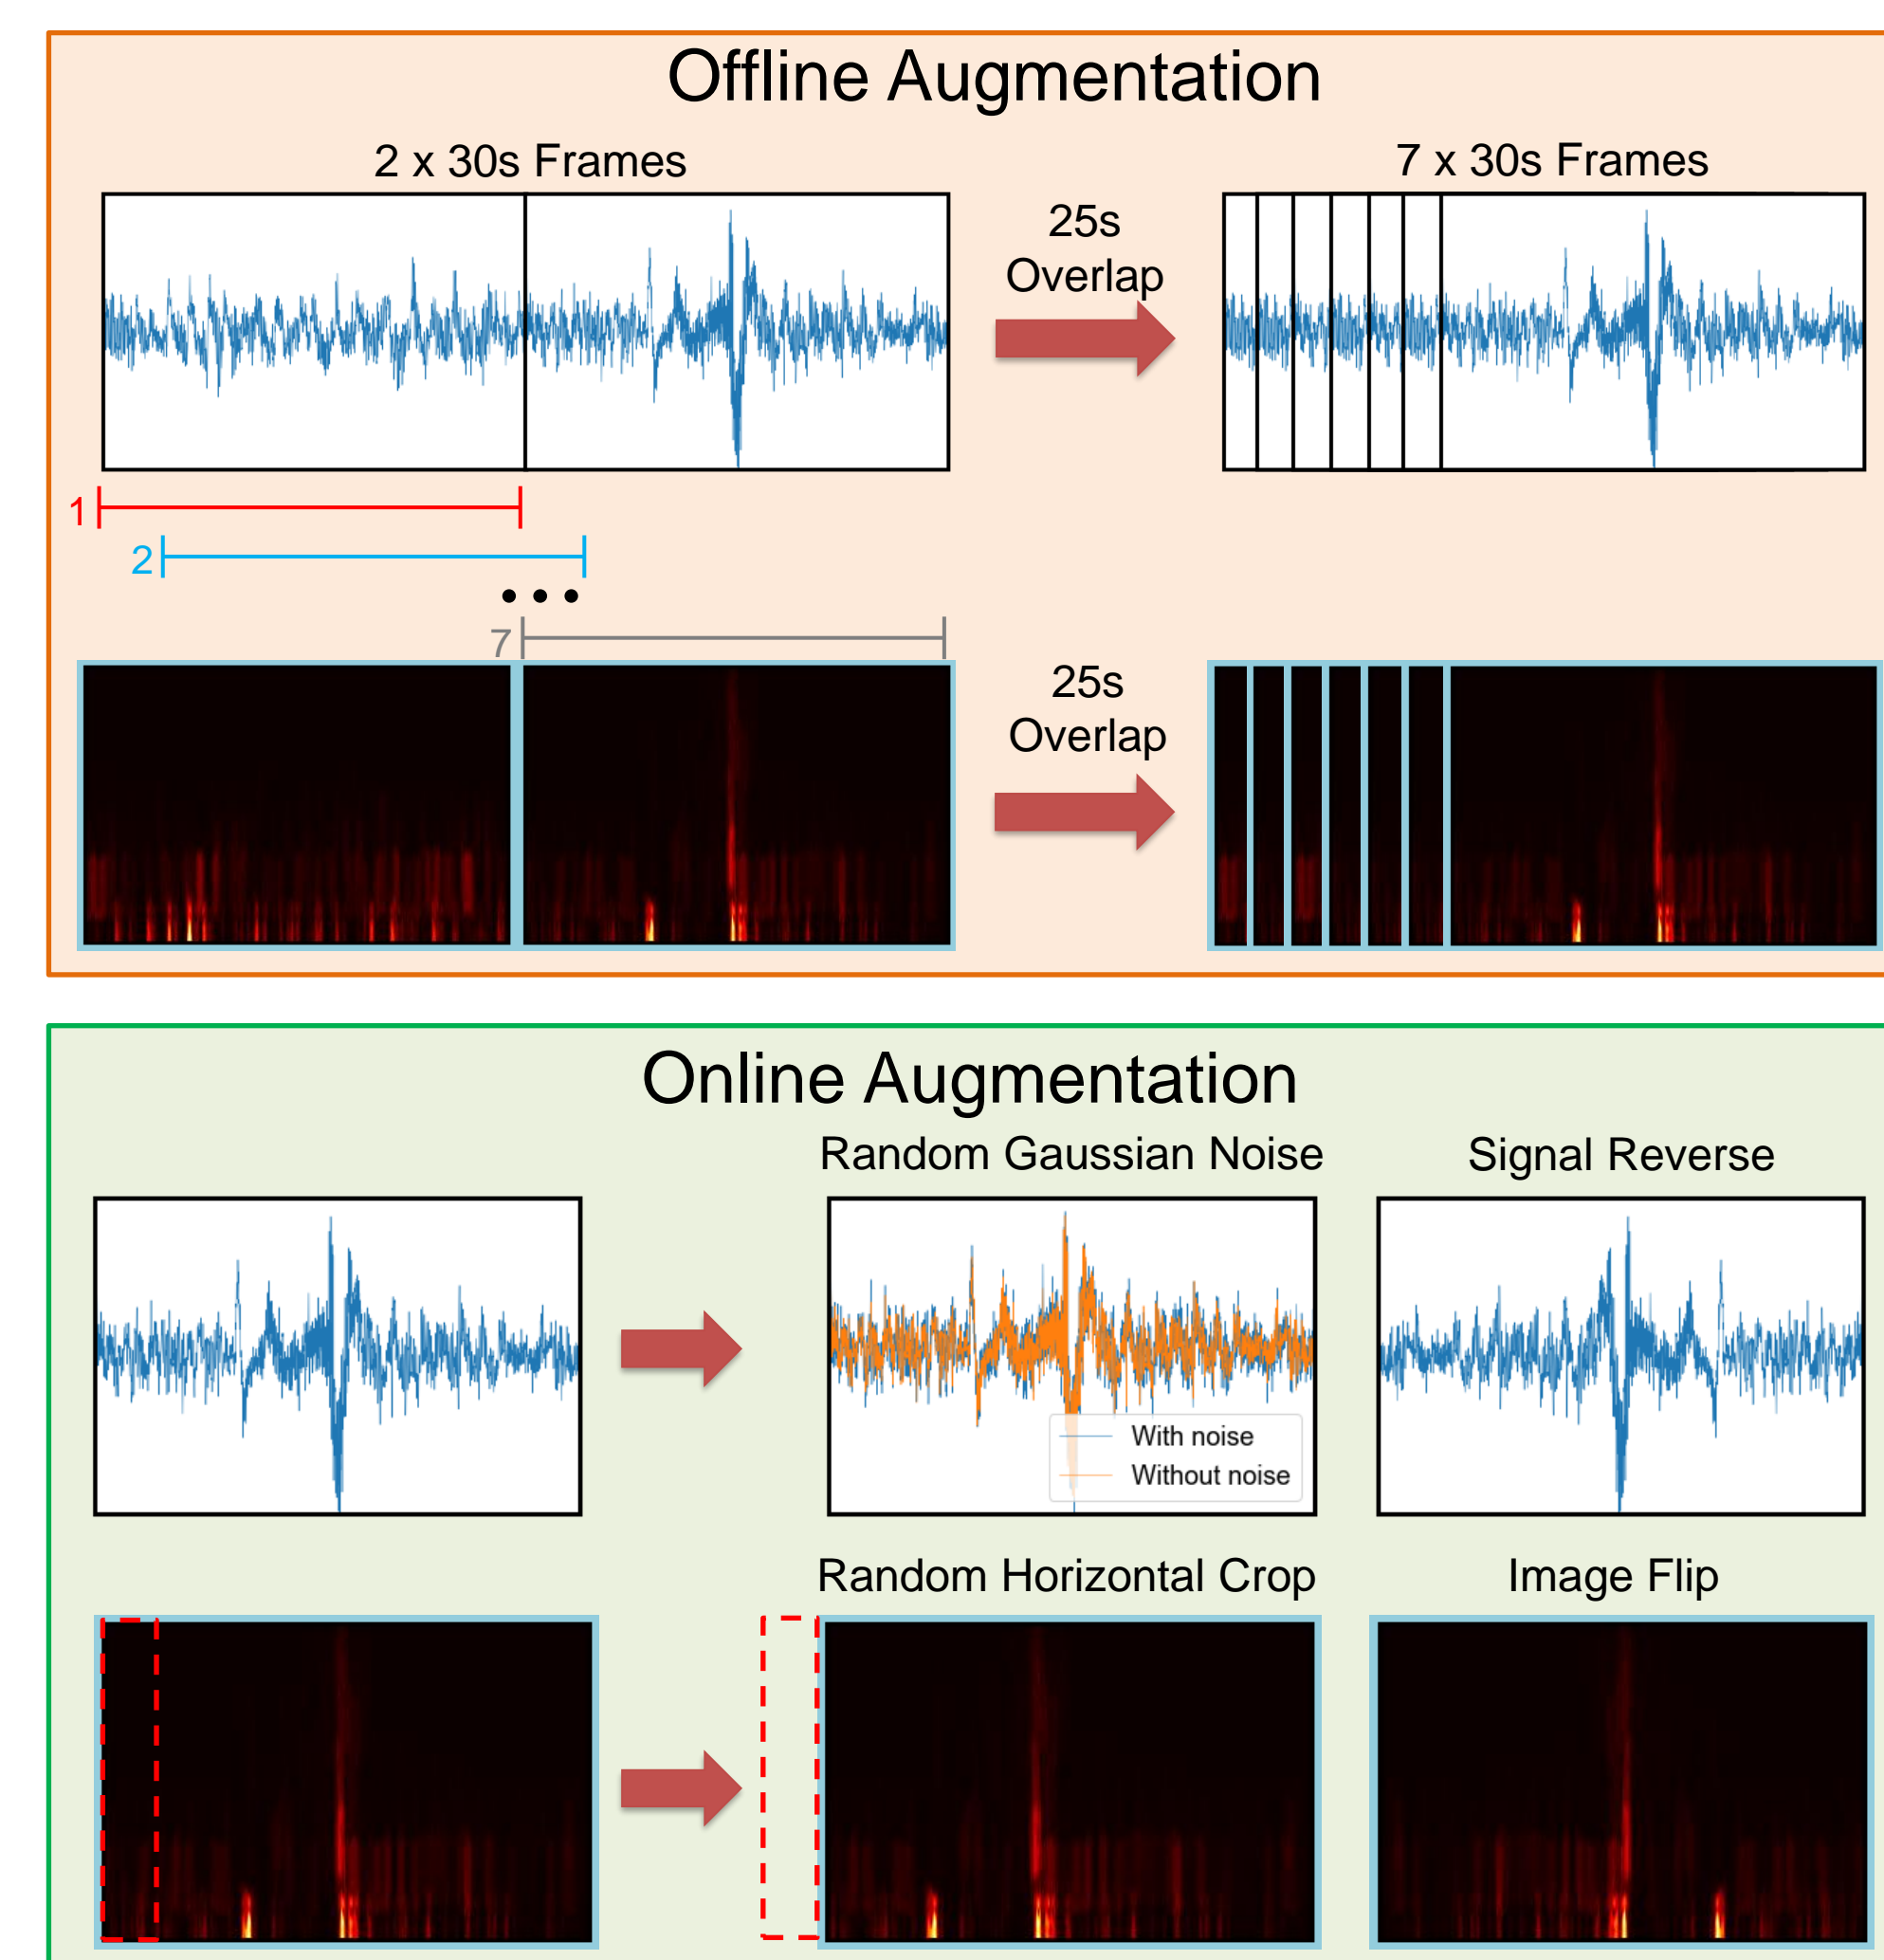 Offline Augmentation
2 x 30s Frames
7 x 30s Frames
25s
Overlap
1
2
...
7
25s
Overlap
Online Augmentation
Random Gaussian Noise
Signal Reverse
With noise
Without noise
Random Horizontal Crop
Image Flip